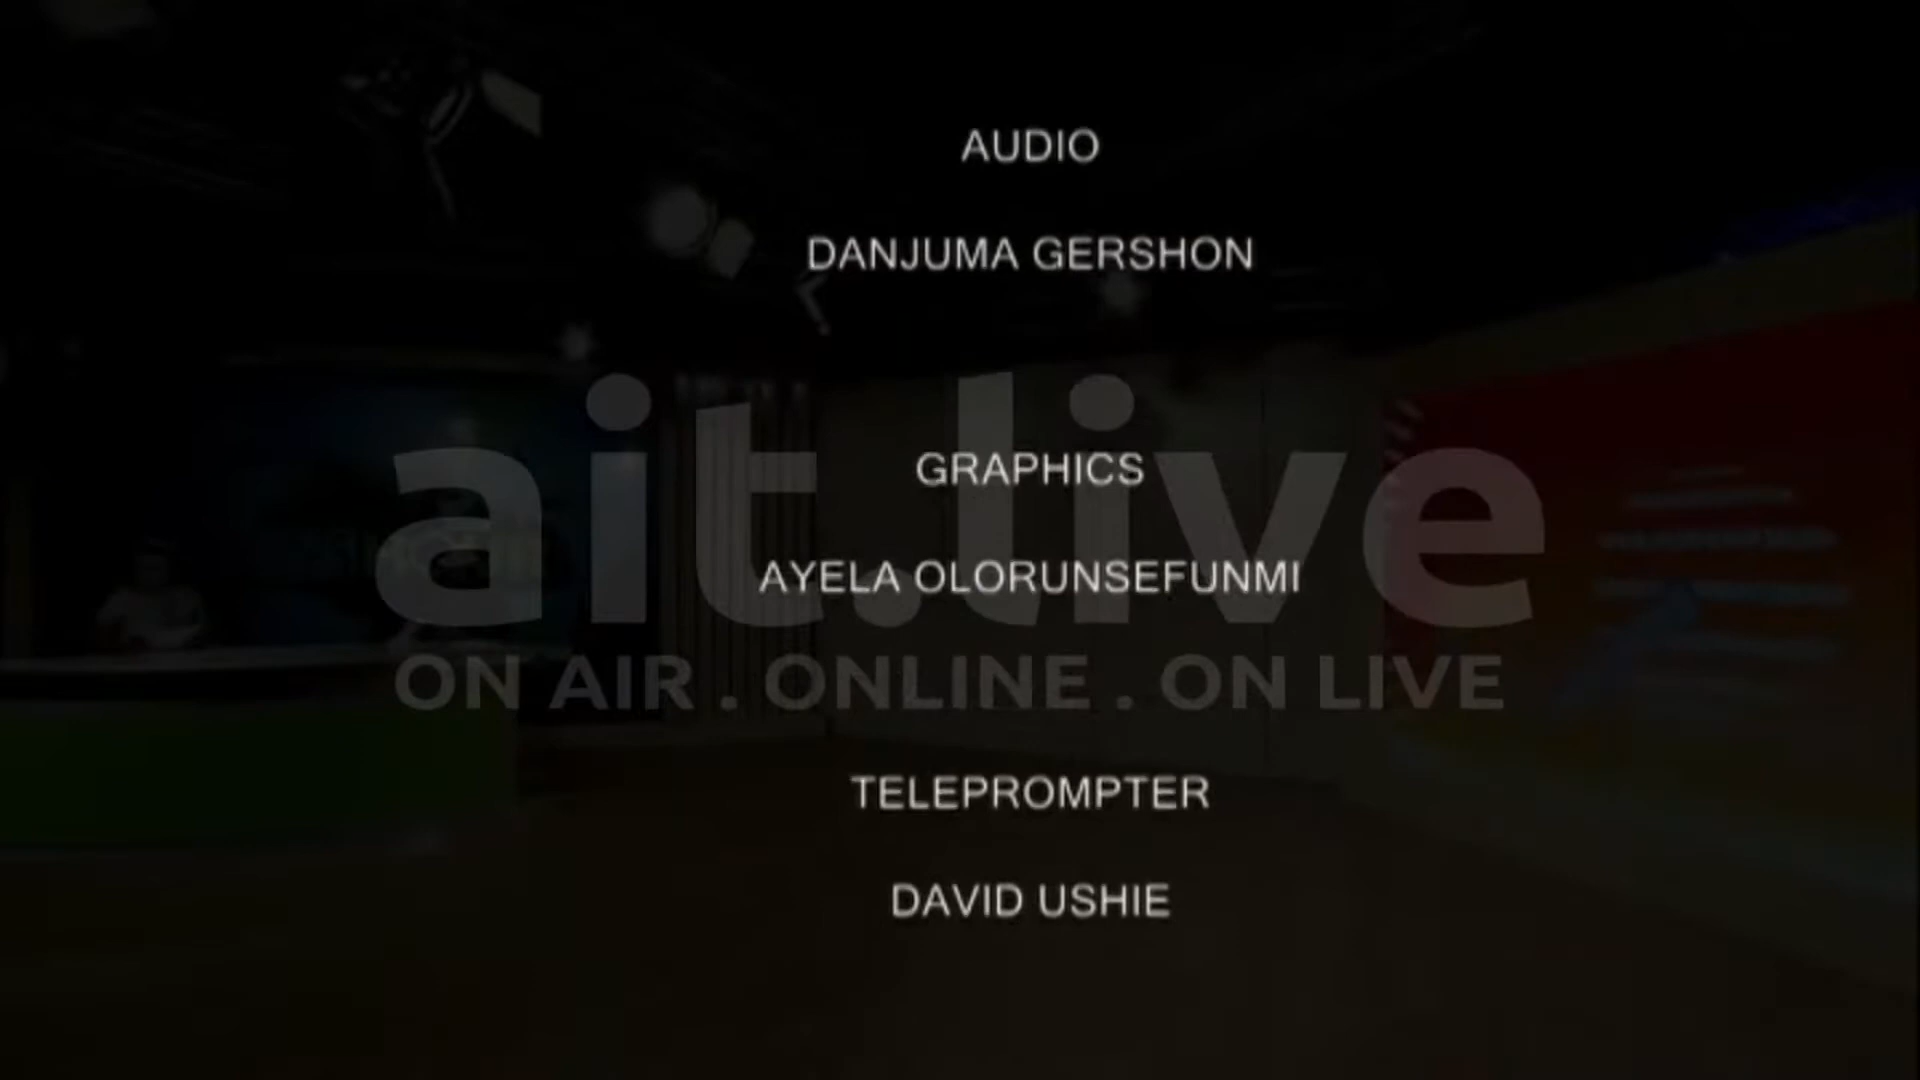 AUDIO
DANJUMA GERSHON
ait.live
GRAPHICS
AYELA OLORUNSEFUNMI
ON AIR . ONLINE . ON LIVE
TELEPROMPTER
DAVID USHIE